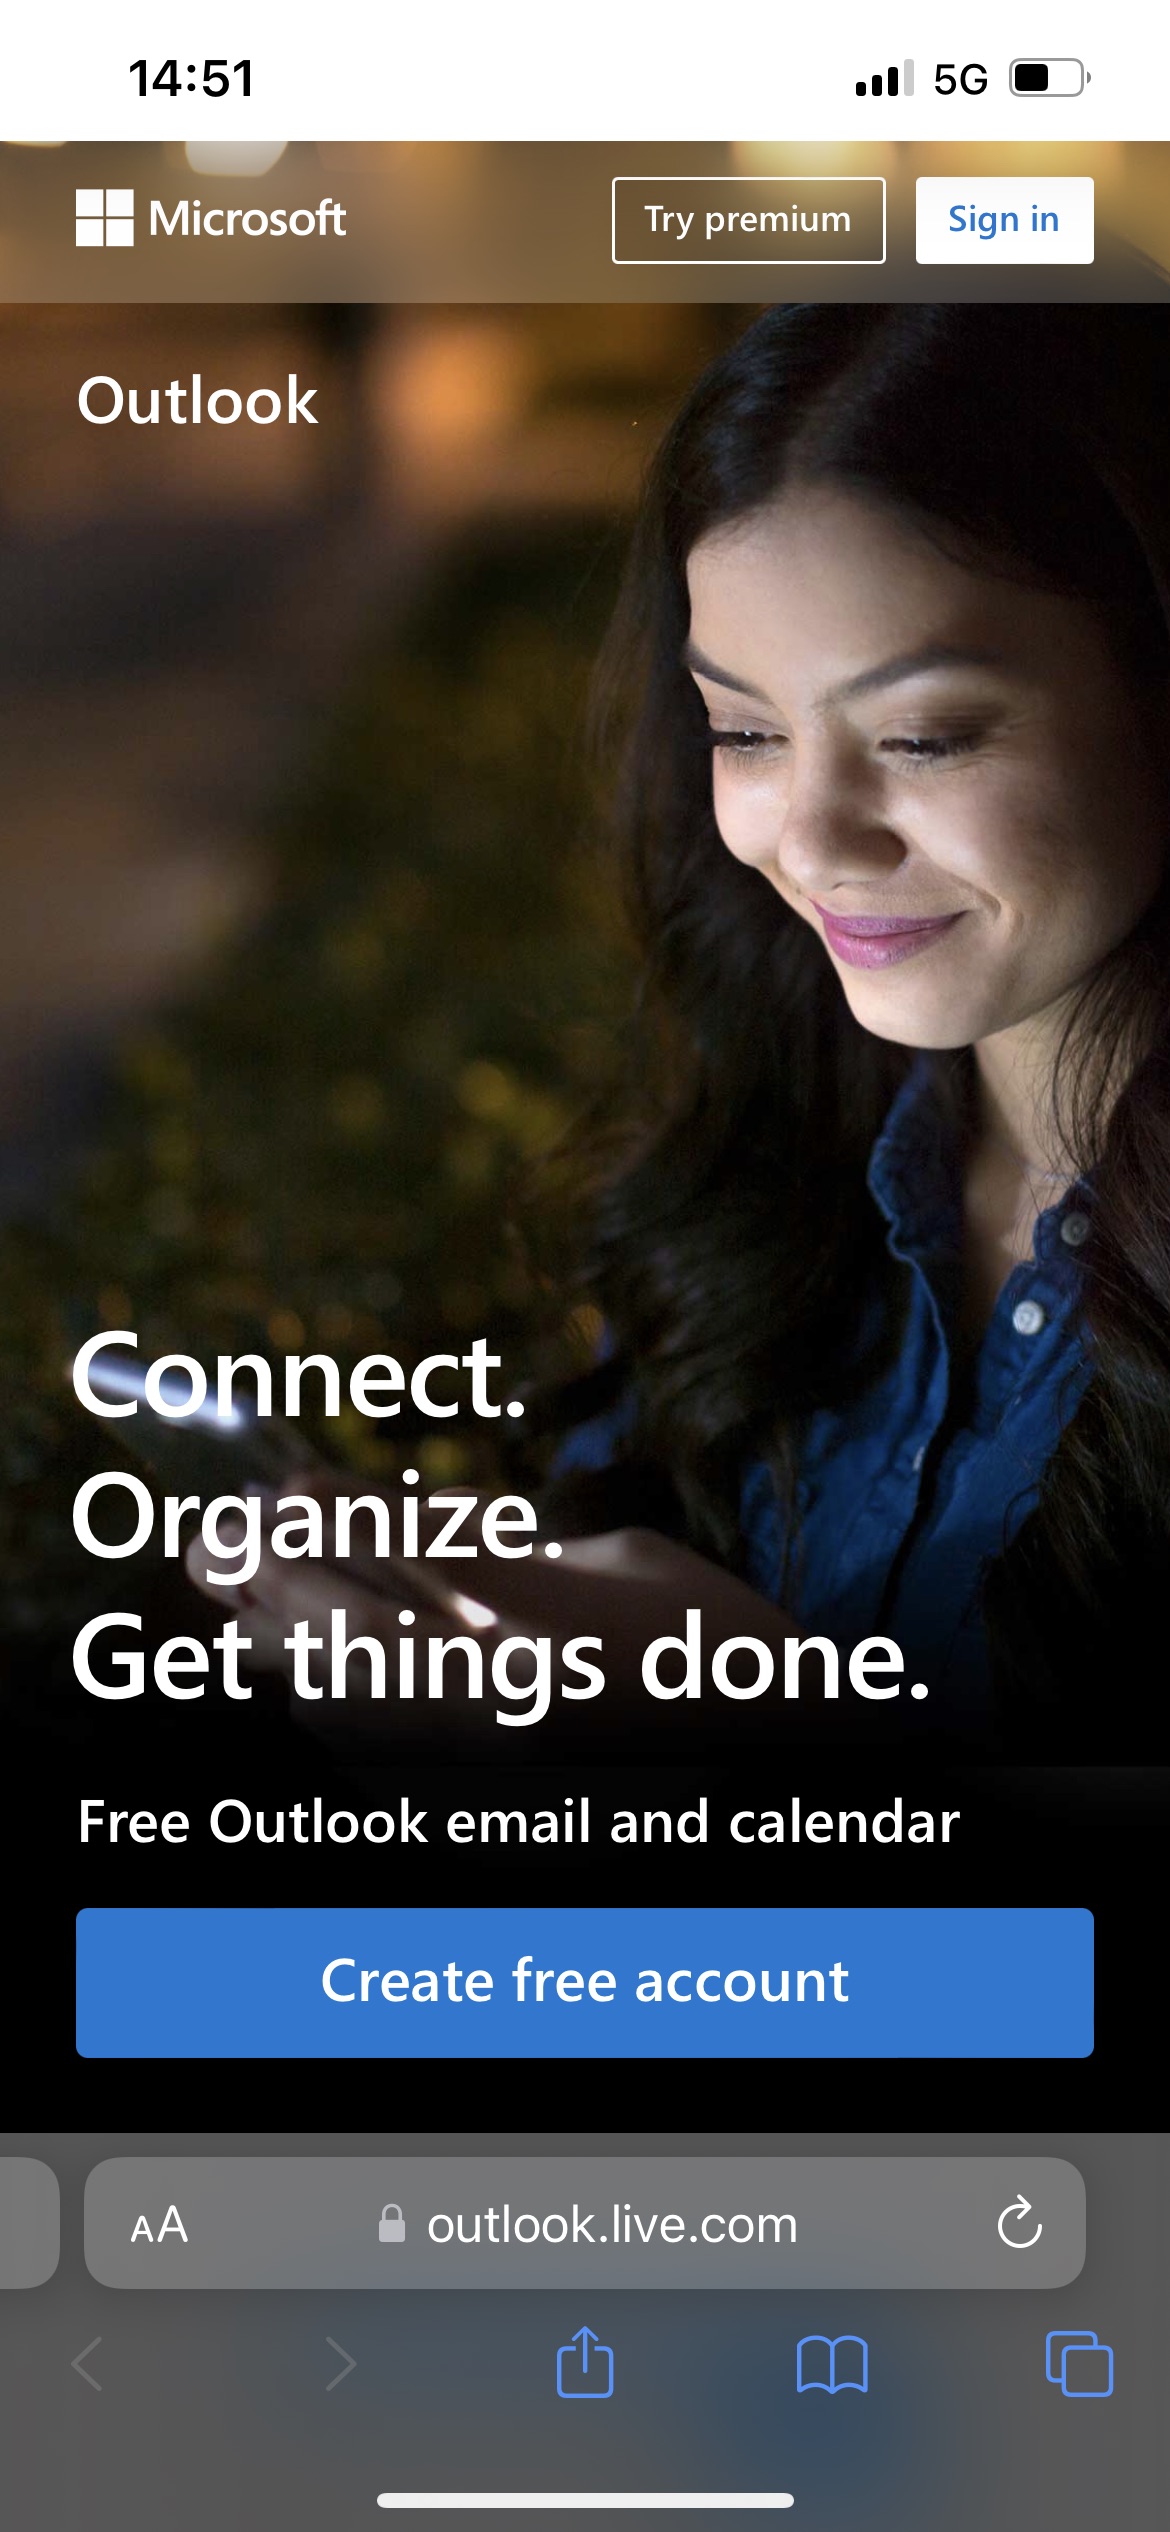 14:51
5G
Microsoft
Try premium
Sign in
Outlook
Connect.
Organize.
Get things done.
Free Outlook email and calendar
Create free account
AA
outlook.live.com